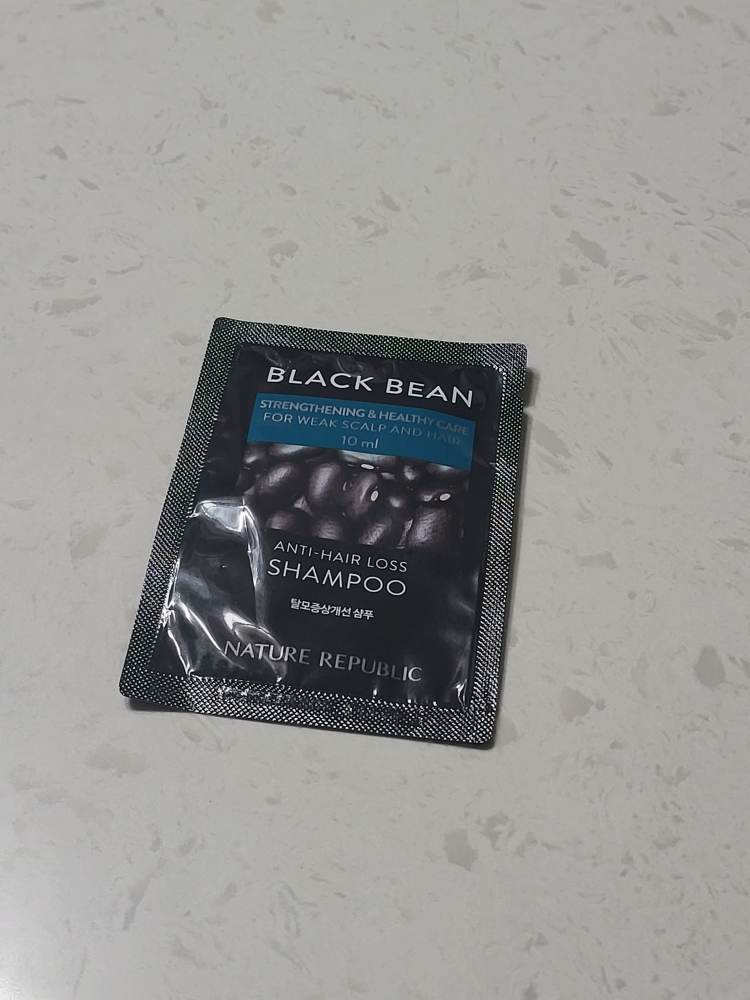 BLACK BEAN
STRENGTHENING & HEALTHY CARE
FOR WEAK SCALP AND HAIR
10 ml
ANTI-HAIR LOSS
SHAMPOO
탈모증상개선 샴푸
NATURE REPUBLIC